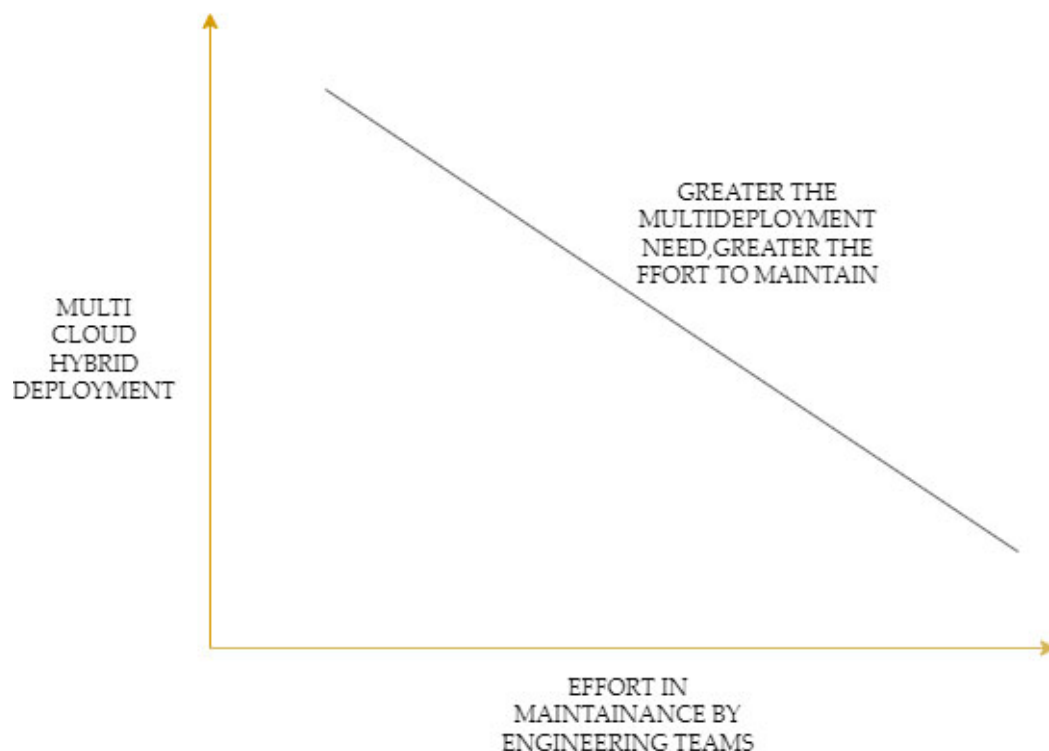 GREATER THE
MULTIDEPLOYMENT
NEED,GREATER THE
FFORT TO MAINTAIN
MULTI
CLOUD
HYBRID
DEPLOYMENT
EFFORT IN
MAINTAINANCE BY
ENGINEERING TEAMS